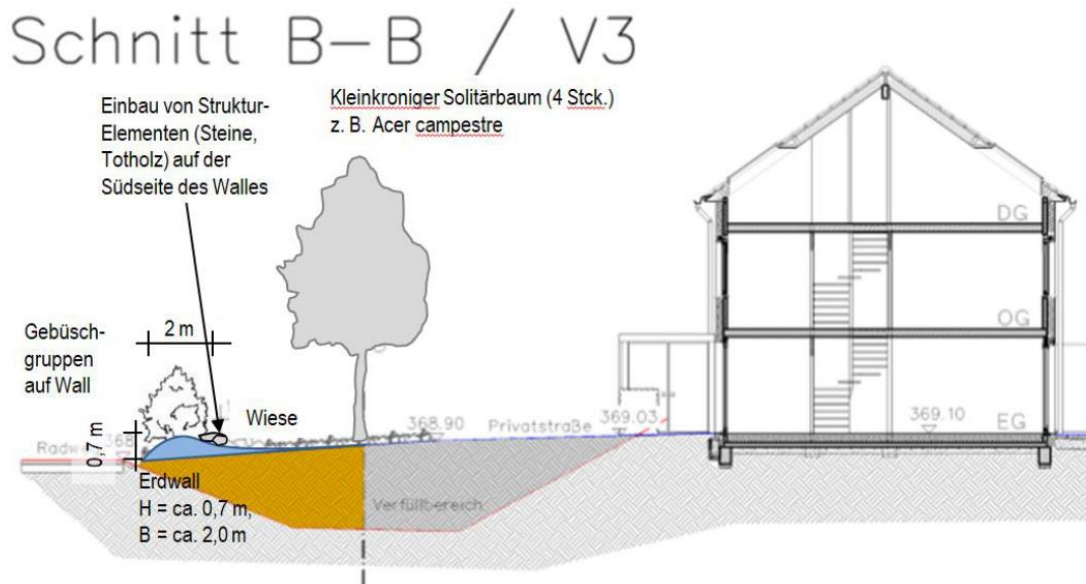 Schnitt B–B / V3
Einbau von Struktur-
Elementen (Steine,
Totholz) auf der
Südseite des Walles
Kleinkroniger Solitärbaum (4 Stck.)
z. B. Acer campestre
DG
OG
EG
2 m
Gebüsch-
gruppen
auf Wall
0,7 m
Wiese
368.90
Privatstraße
369.03
369.10
368
Erdwall
H = ca. 0,7 m,
B = ca. 2,0 m
Verfüllbereich